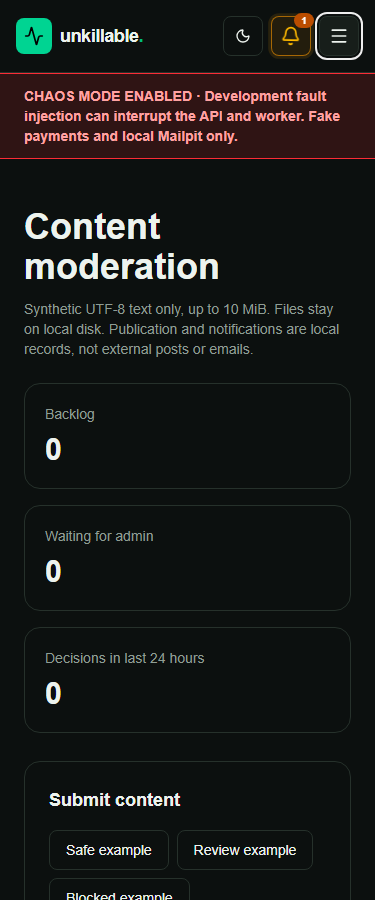 unkillable.
1
CHAOS MODE ENABLED · Development fault
injection can interrupt the API and worker. Fake
payments and local Mailpit only.
Content
moderation
Synthetic UTF-8 text only, up to 10 MiB. Files stay
on local disk. Publication and notifications are local
records, not external posts or emails.
Backlog
0
Waiting for admin
0
Decisions in last 24 hours
0
Submit content
Safe example
Review example
Blocked example